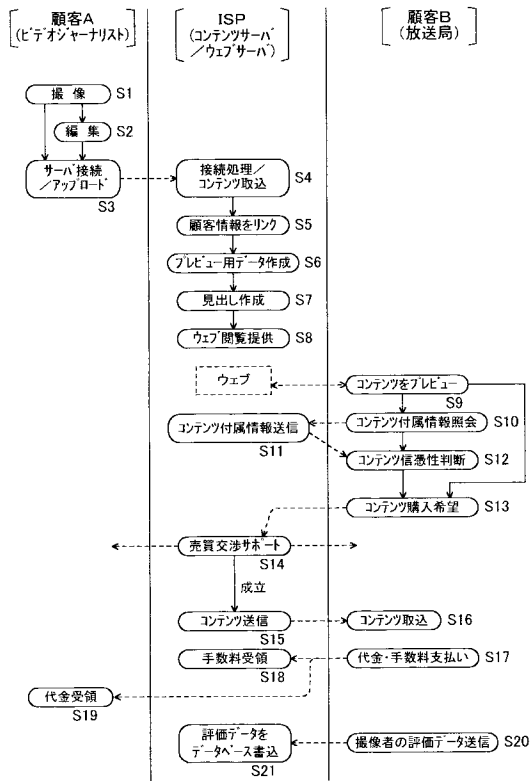 顧客A
(ビデオジャーナリスト)
ISP
(コンテンツサーバ
/ウェブサーバ)
顧客B
(放送局)
撮像
S1
編集
S2
サーバ接続
/アップロード
S3
接続処理/
コンテンツ取込
S4
顧客情報をリンク
S5
プレビュー用データ作成
S6
見出し作成
S7
ウェブ閲覧提供
S8
ウェブ
コンテンツをプレビュー
S9
コンテンツ付属情報照会
S10
コンテンツ付属情報送信
S11
コンテンツ信憑性判断
S12
コンテンツ購入希望
S13
売買交渉サポート
S14
成立
コンテンツ送信
S15
コンテンツ取込
S16
代金・手数料支払い
S17
手数料受領
S18
代金受領
S19
撮像者の評価データ送信
S20
評価データを
データベース書込
S21